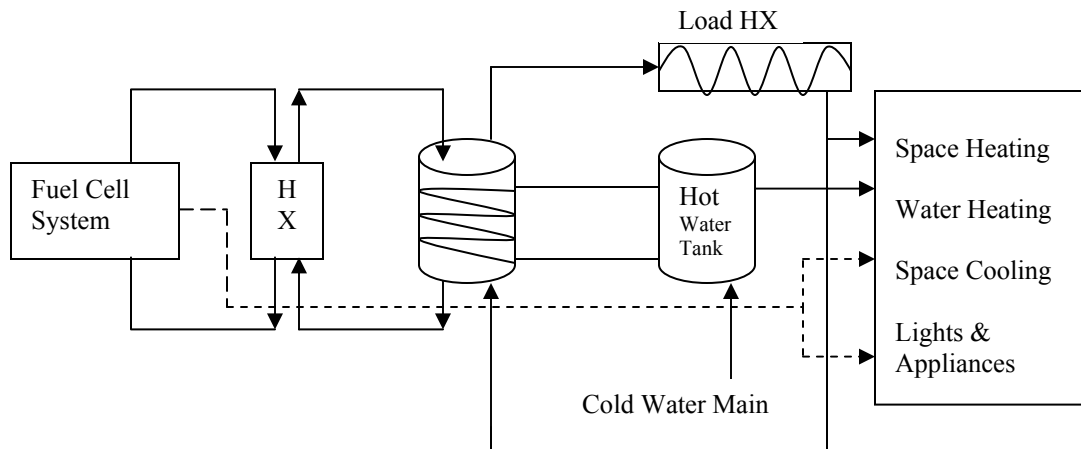 Load HX
Fuel Cell
System
H
X
Hot
Water
Tank
Space Heating
Water Heating
Space Cooling
Lights &
Appliances
Cold Water Main